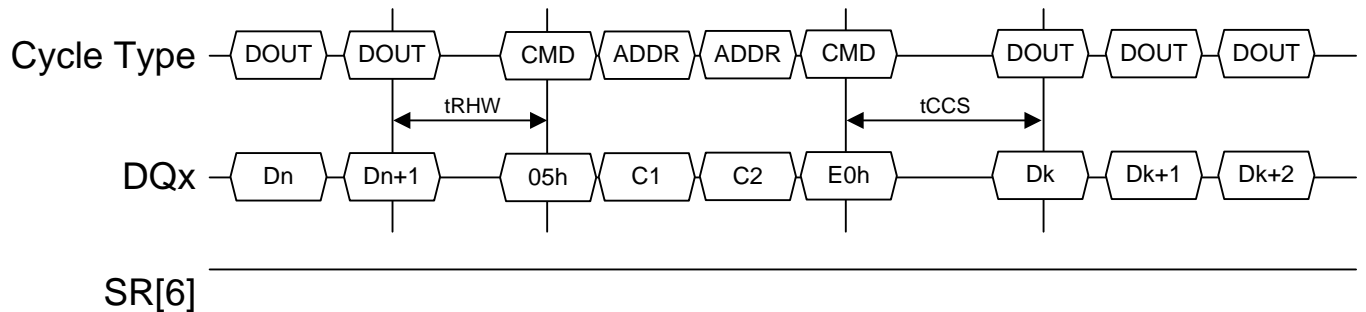 Cycle Type DOUT DOUT CMD ADDR ADDR CMD DOUT DOUT DOUT
tRHW tCCS
DQx Dn Dn+1 05h C1 C2 E0h Dk Dk+1 Dk+2
SR[6]